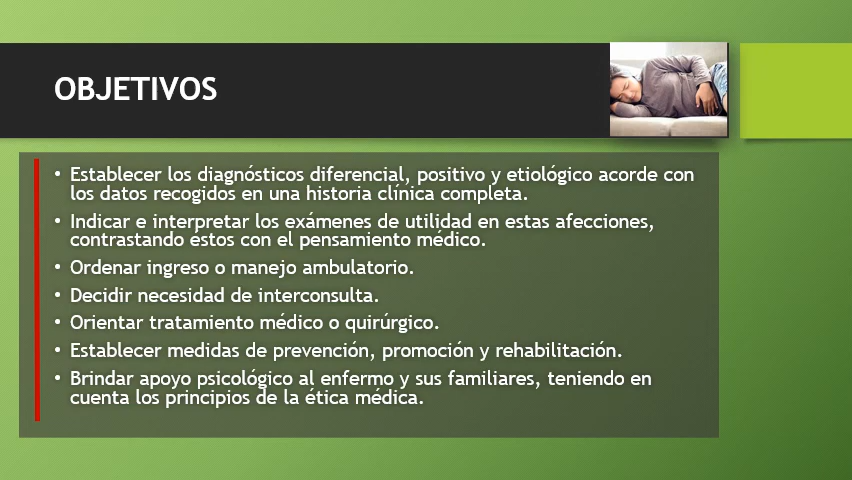 OBJETIVOS
• Establecer los diagnósticos diferencial, positivo y etiológico acorde con
los datos recogidos en una historia clínica completa.
• Indicar e interpretar los exámenes de utilidad en estas afecciones,
contrastando estos con el pensamiento médico.
• Ordenar ingreso o manejo ambulatorio.
• Decidir necesidad de interconsulta.
• Orientar tratamiento médico o quirúrgico.
• Establecer medidas de prevención, promoción y rehabilitación.
• Brindar apoyo psicológico al enfermo y sus familiares, teniendo en
cuenta los principios de la ética médica.